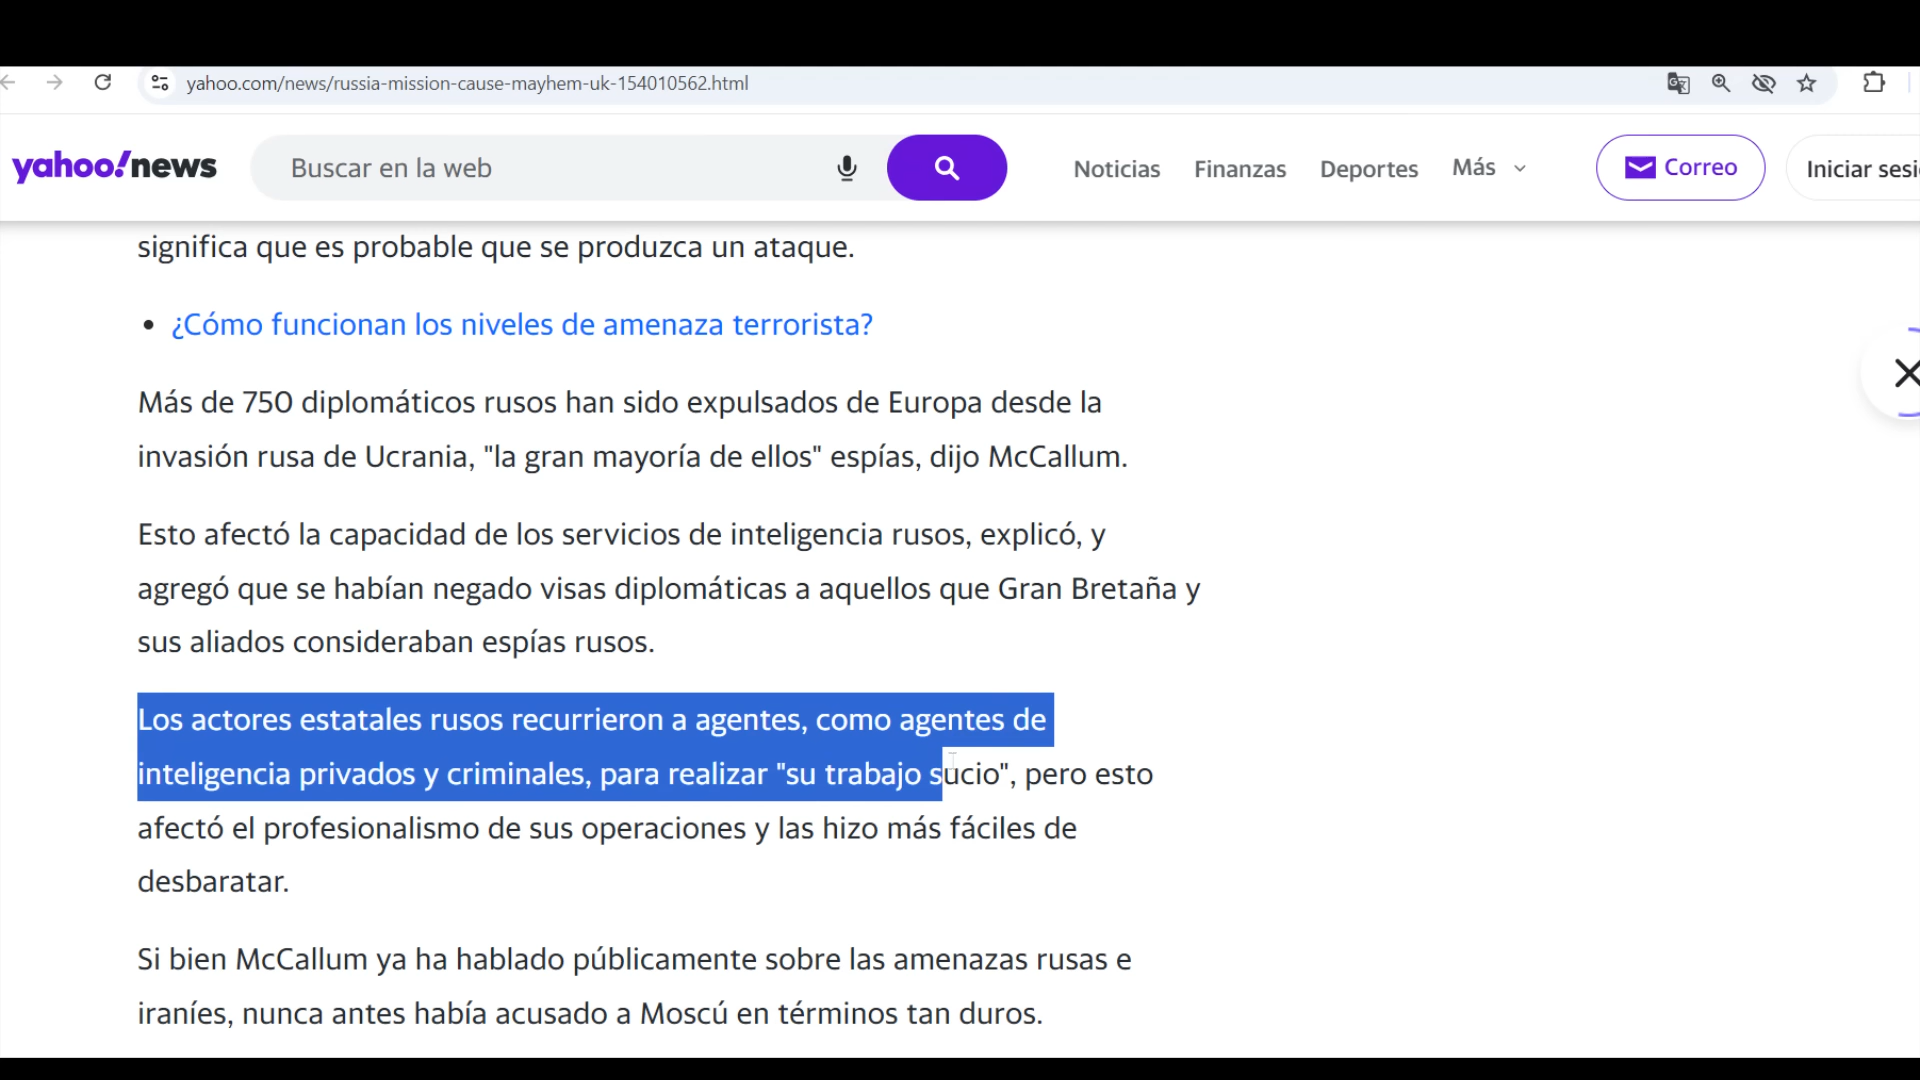 yahoo.com/news/russia-mission-cause-mayhem-uk-154010562.html
yahoo!news
Buscar en la web
Noticias
Finanzas
Deportes
Más
Correo
Iniciar sesi
significa que es probable que se produzca un ataque.
¿Cómo funcionan los niveles de amenaza terrorista?
Más de 750 diplomáticos rusos han sido expulsados de Europa desde la
invasión rusa de Ucrania, "la gran mayoría de ellos" espías, dijo McCallum.
Esto afectó la capacidad de los servicios de inteligencia rusos, explicó, y
agregó que se habían negado visas diplomáticas a aquellos que Gran Bretaña y
sus aliados consideraban espías rusos.
Los actores estatales rusos recurrieron a agentes, como agentes de
inteligencia privados y criminales, para realizar "su trabajo sucio", pero esto
afectó el profesionalismo de sus operaciones y las hizo más fáciles de
desbaratar.
Si bien McCallum ya ha hablado públicamente sobre las amenazas rusas e
iraníes, nunca antes había acusado a Moscú en términos tan duros.